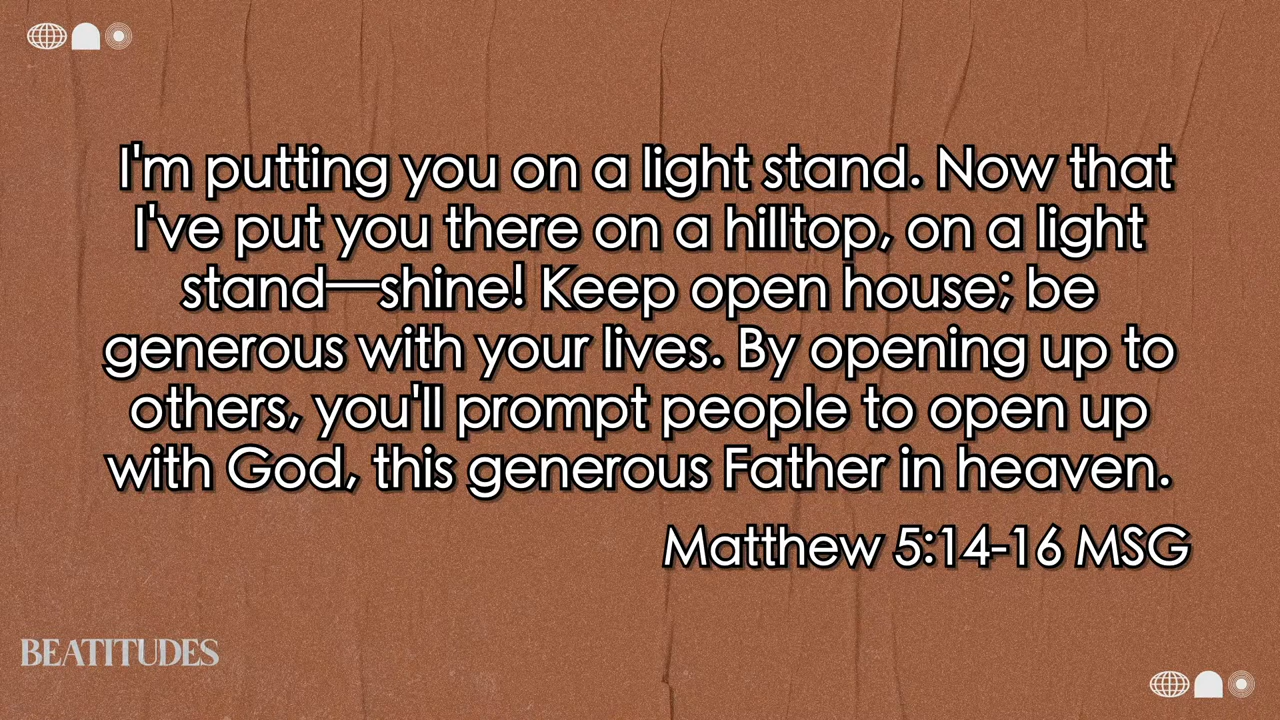 I'm putting you on a light stand. Now that
I've put you there on a hilltop, on a light
stand—shine! Keep open house; be
generous with your lives. By opening up to
others, you'll prompt people to open up
with God, this generous Father in heaven.
Matthew 5:14-16 MSG
BEATITUDES